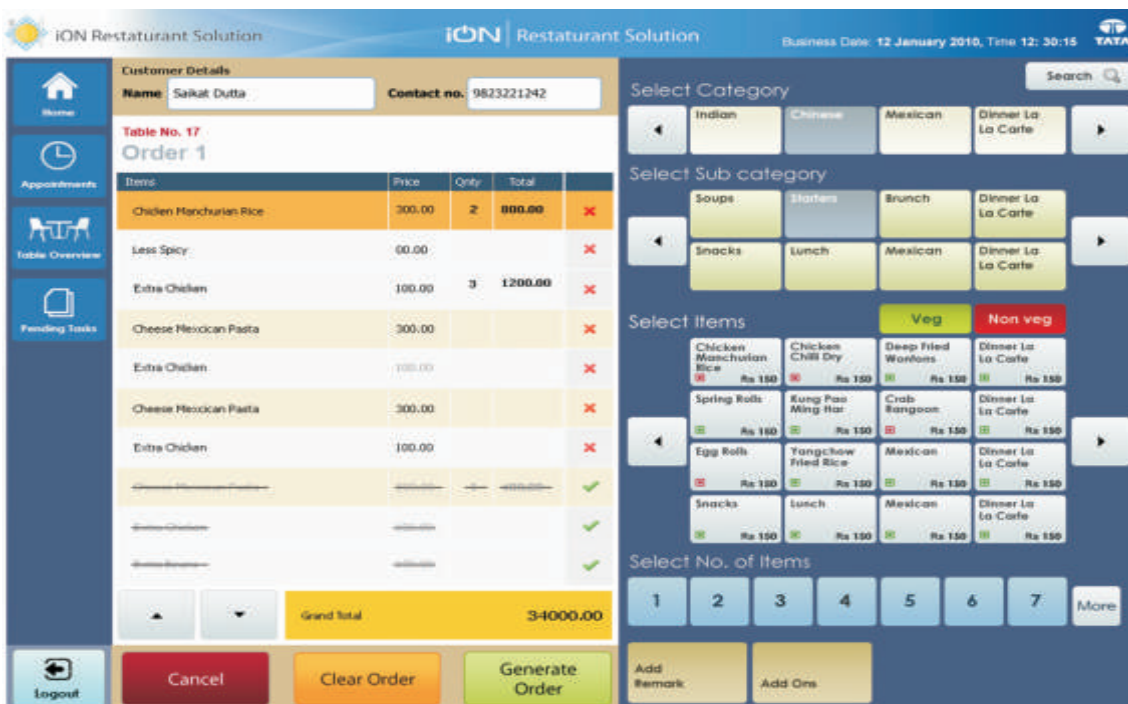 iON Restaturant Solution
iON Restaturant Solution
Business Date: 12 January 2010, Time 12: 30:15
TATA
Home
Appointments
Table Overview
Pending Tasks
Logout
Customer Details
Name Saikat Dutta Contact no. 9823221242
Table No. 17
Order 1
Items Price Qnty Total
Chicken Manchurian Rice 300.00 2 800.00
Less Spicy 00.00
Extra Chicken 100.00 3 1200.00
Cheese Mexcican Pasta 300.00
Extra Chicken 100.00
Cheese Mexcican Pasta 300.00
Extra Chicken 100.00
Grand Total 34000.00
Cancel
Clear Order
Generate
Order
Search
Select Category
Indian Chinese Mexican Dinner La
La Carte
Select Sub category
Soups Starters Brunch Dinner La
La Carte
Snacks Lunch Mexican Dinner La
La Carte
Select Items
Veg Non veg
Chicken Manchurian Rice Rs 150
Chicken Chilli Dry Rs 150
Deep Fried Wontons Rs 150
Dinner La La Carte Rs 150
Spring Rolls Rs 150
Kung Pao Ming Har Rs 150
Crab Rangoon Rs 150
Dinner La La Carte Rs 150
Egg Rolls Rs 150
Yangchow Fried Rice Rs 150
Mexican Rs 150
Dinner La La Carte Rs 150
Snacks Rs 150
Lunch Rs 150
Mexican Rs 150
Dinner La La Carte Rs 150
Select No. of Items
1 2 3 4 5 6 7 More
Add
Remark
Add Ons